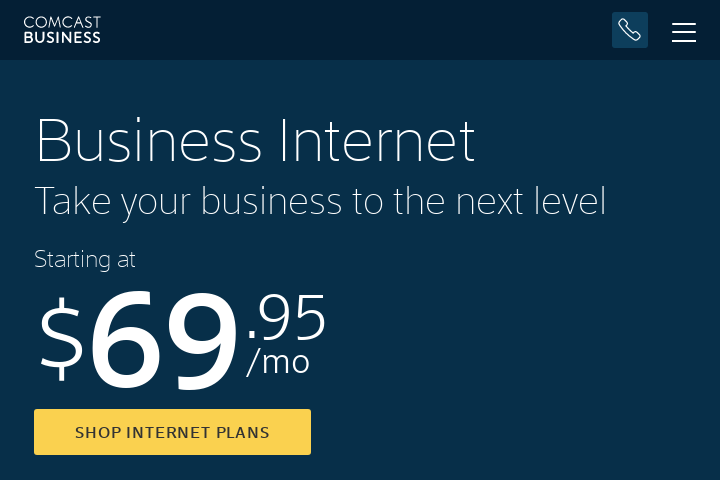 COMCAST
BUSINESS
Business Internet
Take your business to the next level
Starting at
$69.95
/mo
SHOP INTERNET PLANS